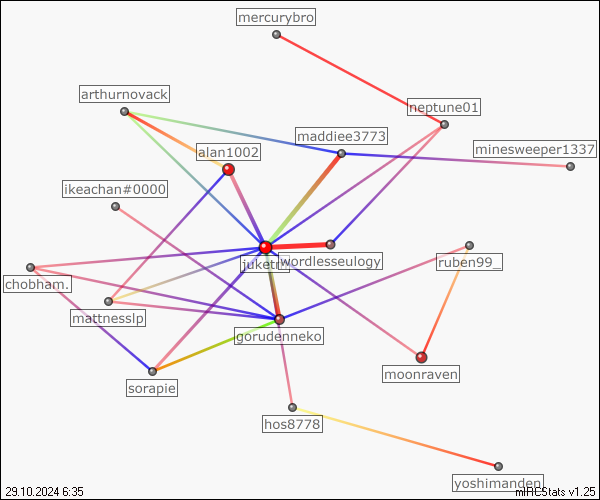 mercurybro
arthurnovack
neptune01
maddiee3773
minesweeper1337
alan1002
ikeachan#0000
wordlesseulogy
ruben99_
chobham.
mattnesslp
gorudenneko
moonraven
sorapie
hos8778
yoshimanden
29.10.2024 6:35
mIRCStats v1.25